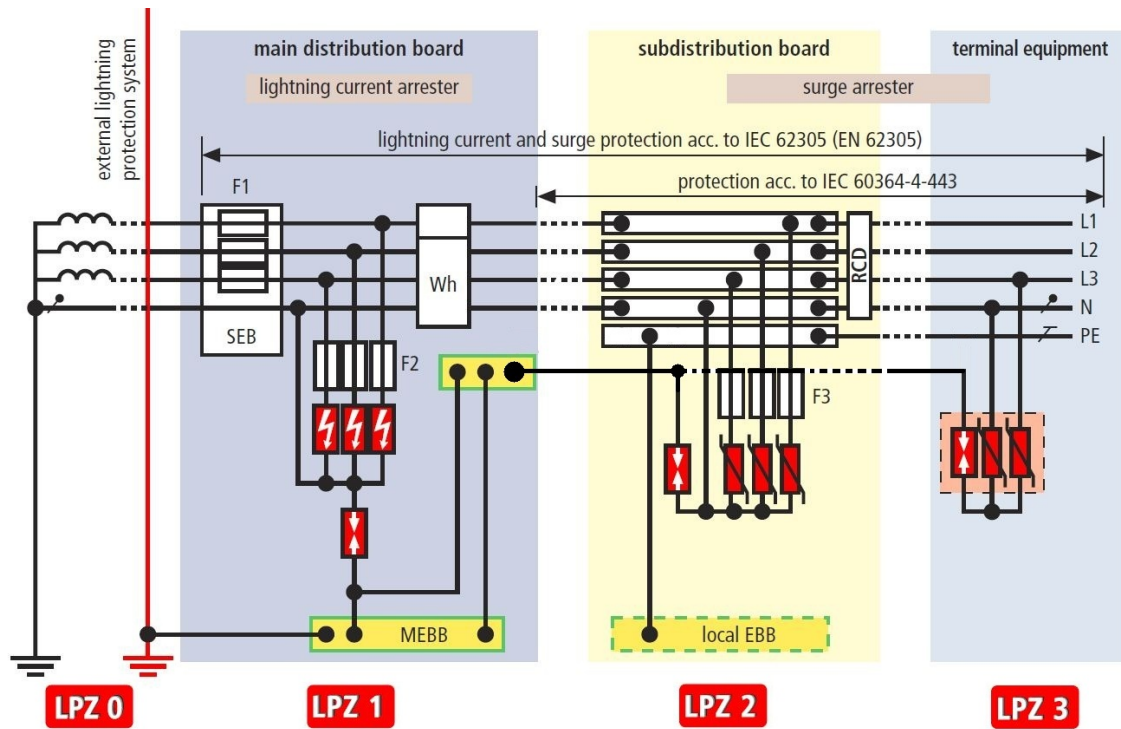 main distribution board
subdistribution board
terminal equipment
lightning current arrester
surge arrester
external lightning
protection system
lightning current and surge protection acc. to IEC 62305 (EN 62305)
protection acc. to IEC 60364-4-443
F1
L1
L2
L3
N
PE
Wh
RCD
SEB
F2
F3
MEBB
local EBB
LPZ 0
LPZ 1
LPZ 2
LPZ 3